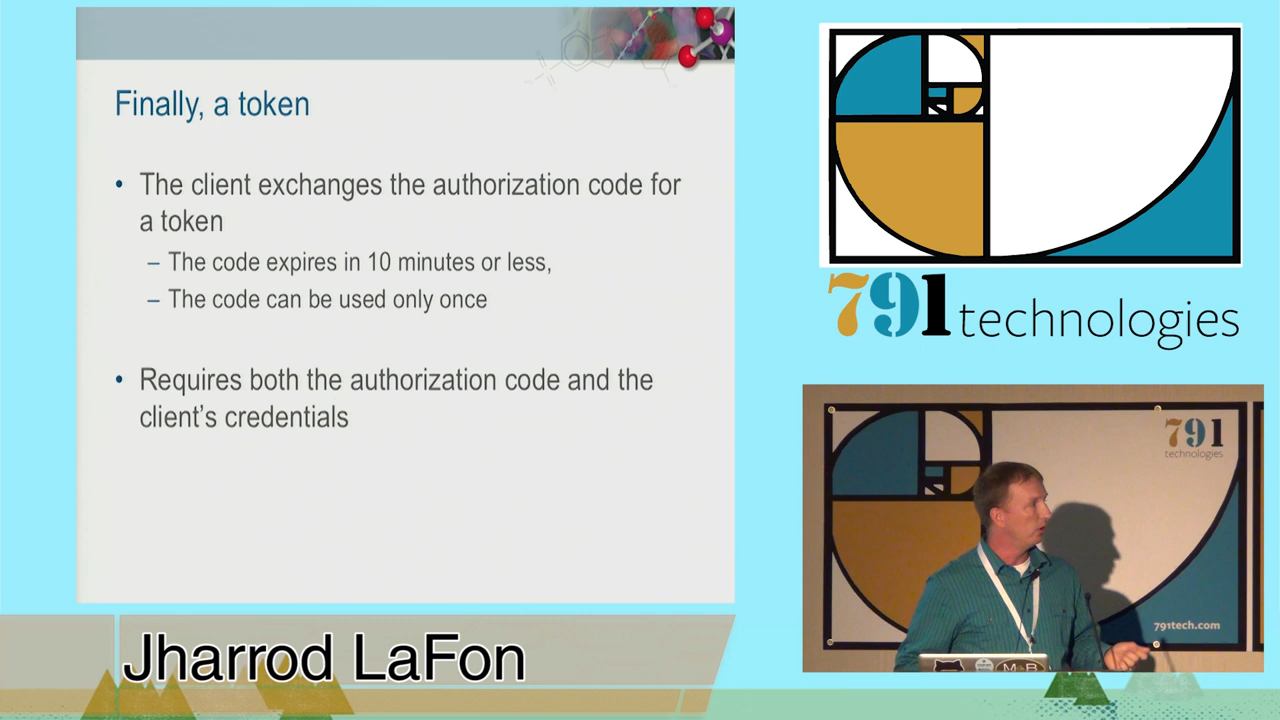 Finally, a token
• The client exchanges the authorization code for
a token
– The code expires in 10 minutes or less,
– The code can be used only once
• Requires both the authorization code and the
client’s credentials
791 technologies
791
technologies
791tech.com
M+B
Jharrod LaFon